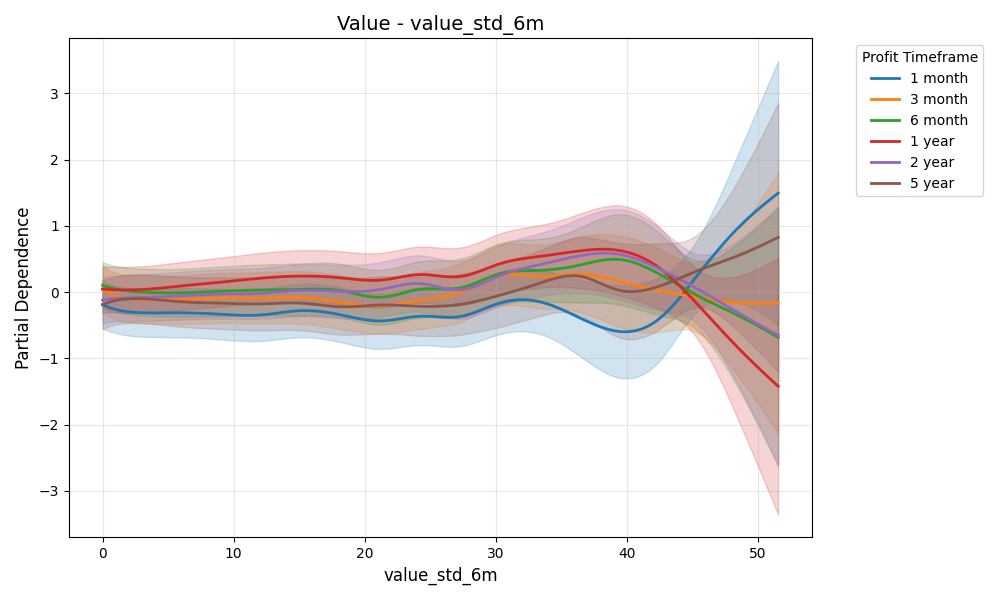 Value - value_std_6m
Profit Timeframe
1 month
3 month
6 month
1 year
2 year
5 year
Partial Dependence
3
2
1
0
−1
−2
−3
0 10 20 30 40 50
value_std_6m